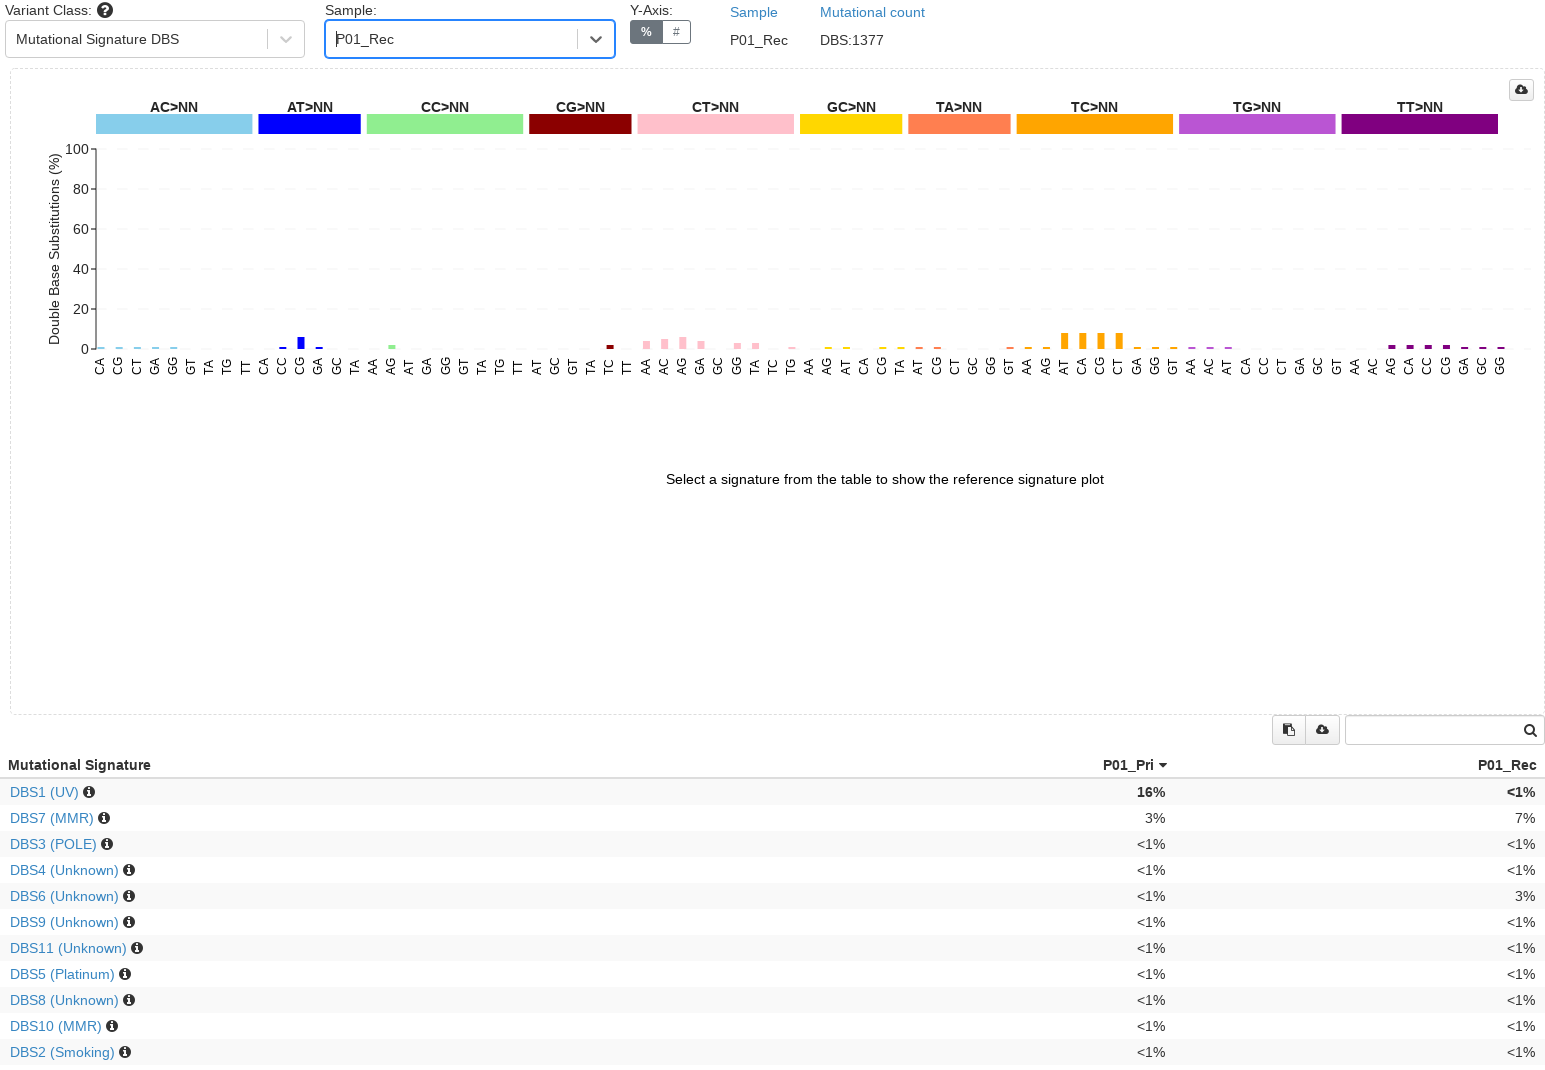 Variant Class:
Sample:
Y-Axis:
Sample
Mutational count
Mutational Signature DBS
P01_Rec
% #
P01_Rec
DBS:1377
AC>NN AT>NN CC>NN CG>NN CT>NN GC>NN TA>NN TC>NN TG>NN TT>NN
Double Base Substitutions (%)
100
80
60
40
20
0
CA CG CT GA GG GT TA TG TT CA CC CG GA GC TA AA AG AT GA GG GT TA TG TT AT GC GT TA TC TT AA AC AG GA GC GG TA TC TG AA AG AT CA CG TA AT CG CT GC GG GT AA AG AT CA CG CT GA GG GT AA AC AT CA CC CT GA GC GT AA AC AG CA CC CG GA GC GG
Select a signature from the table to show the reference signature plot
Mutational Signature P01_Pri P01_Rec
DBS1 (UV) 16% <1%
DBS7 (MMR) 3% 7%
DBS3 (POLE) <1% <1%
DBS4 (Unknown) <1% <1%
DBS6 (Unknown) <1% 3%
DBS9 (Unknown) <1% <1%
DBS11 (Unknown) <1% <1%
DBS5 (Platinum) <1% <1%
DBS8 (Unknown) <1% <1%
DBS10 (MMR) <1% <1%
DBS2 (Smoking) <1% <1%